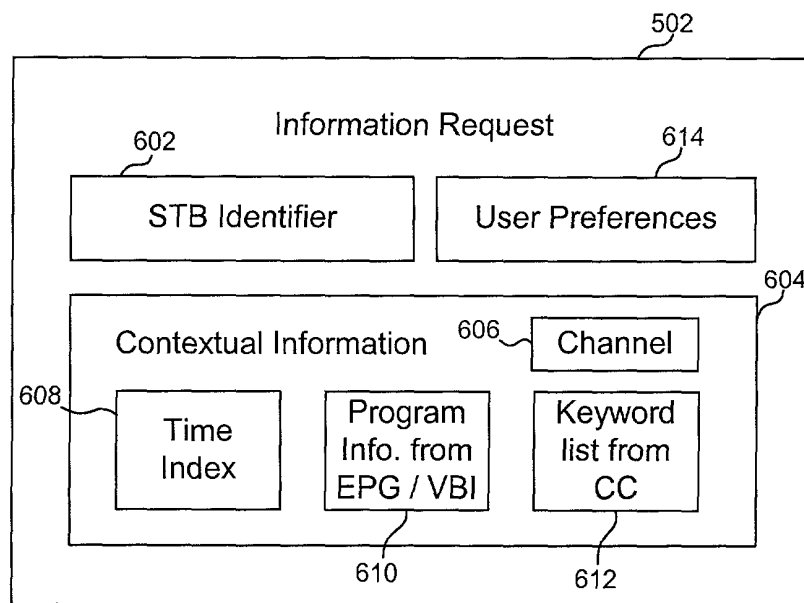 502
Information Request
602
614
STB Identifier
User Preferences
604
Contextual Information
606
Channel
608
Time
Index
Program
Info. from
EPG / VBI
Keyword
list from
CC
610
612